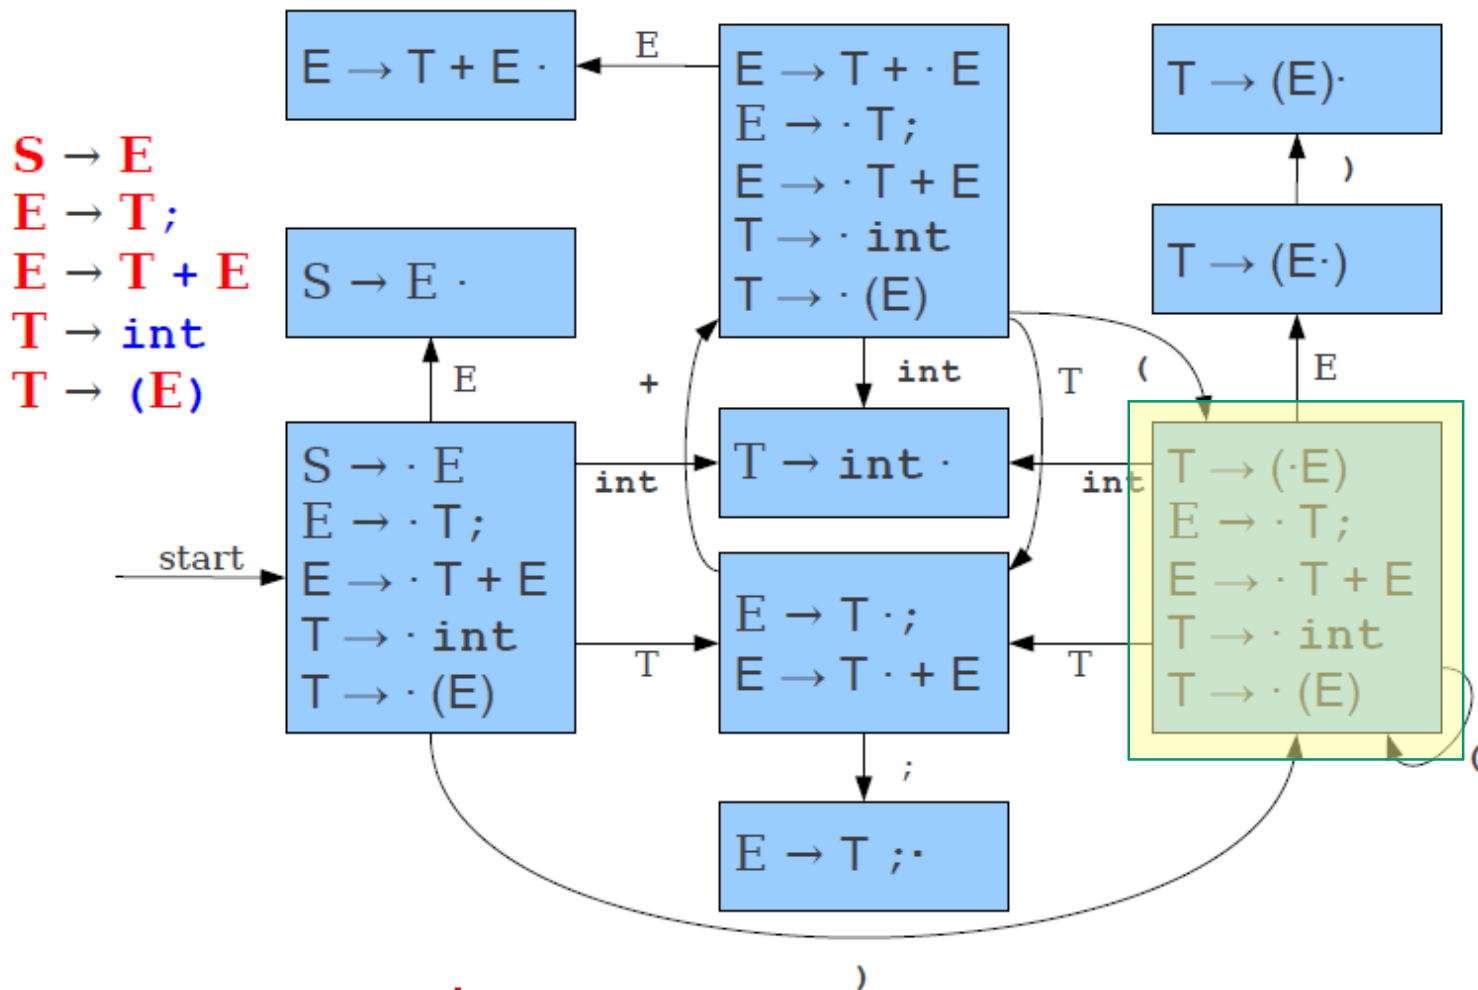 S → E
E → T ;
E → T + E
T → int
T → (E)
E → T + E ·
E
E → T + · E
E → · T ;
E → · T + E
T → · int
T → · (E)
T → (E)·
)
T → (E·)
S → E ·
E
+
int
T
(
E
start
S → · E
E → · T ;
E → · T + E
T → · int
T → · (E)
int
T
T → int ·
int
E → T · ;
E → T · + E
T
T → (·E)
E → · T ;
E → · T + E
T → · int
T → · (E)
(
;
E → T ;·
)